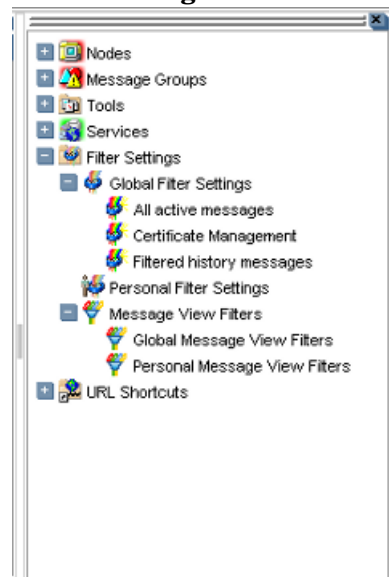 Nodes
Message Groups
Tools
Services
Filter Settings
Global Filter Settings
All active messages
Certificate Management
Filtered history messages
Personal Filter Settings
Message View Filters
Global Message View Filters
Personal Message View Filters
URL Shortcuts